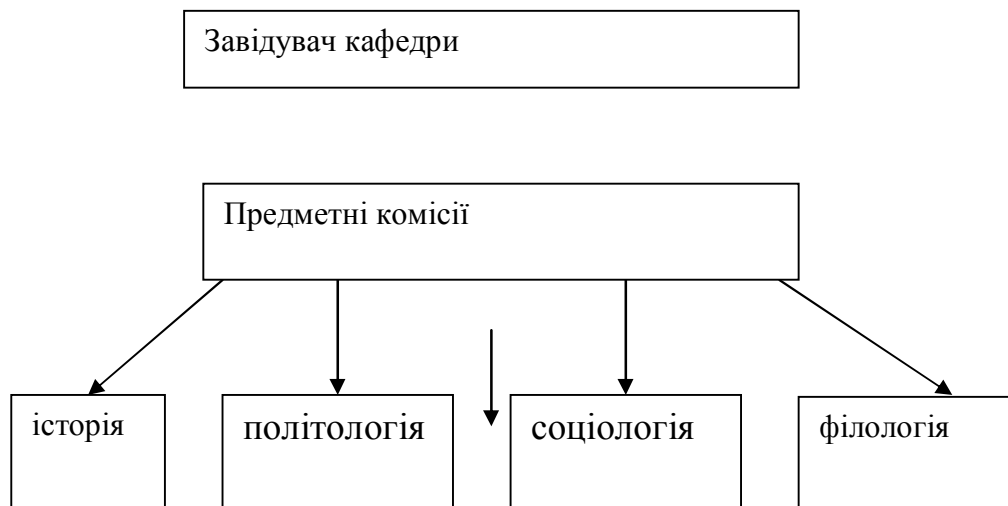 Завідувач кафедри
Предметні комісії
історія
політологія
соціологія
філологія